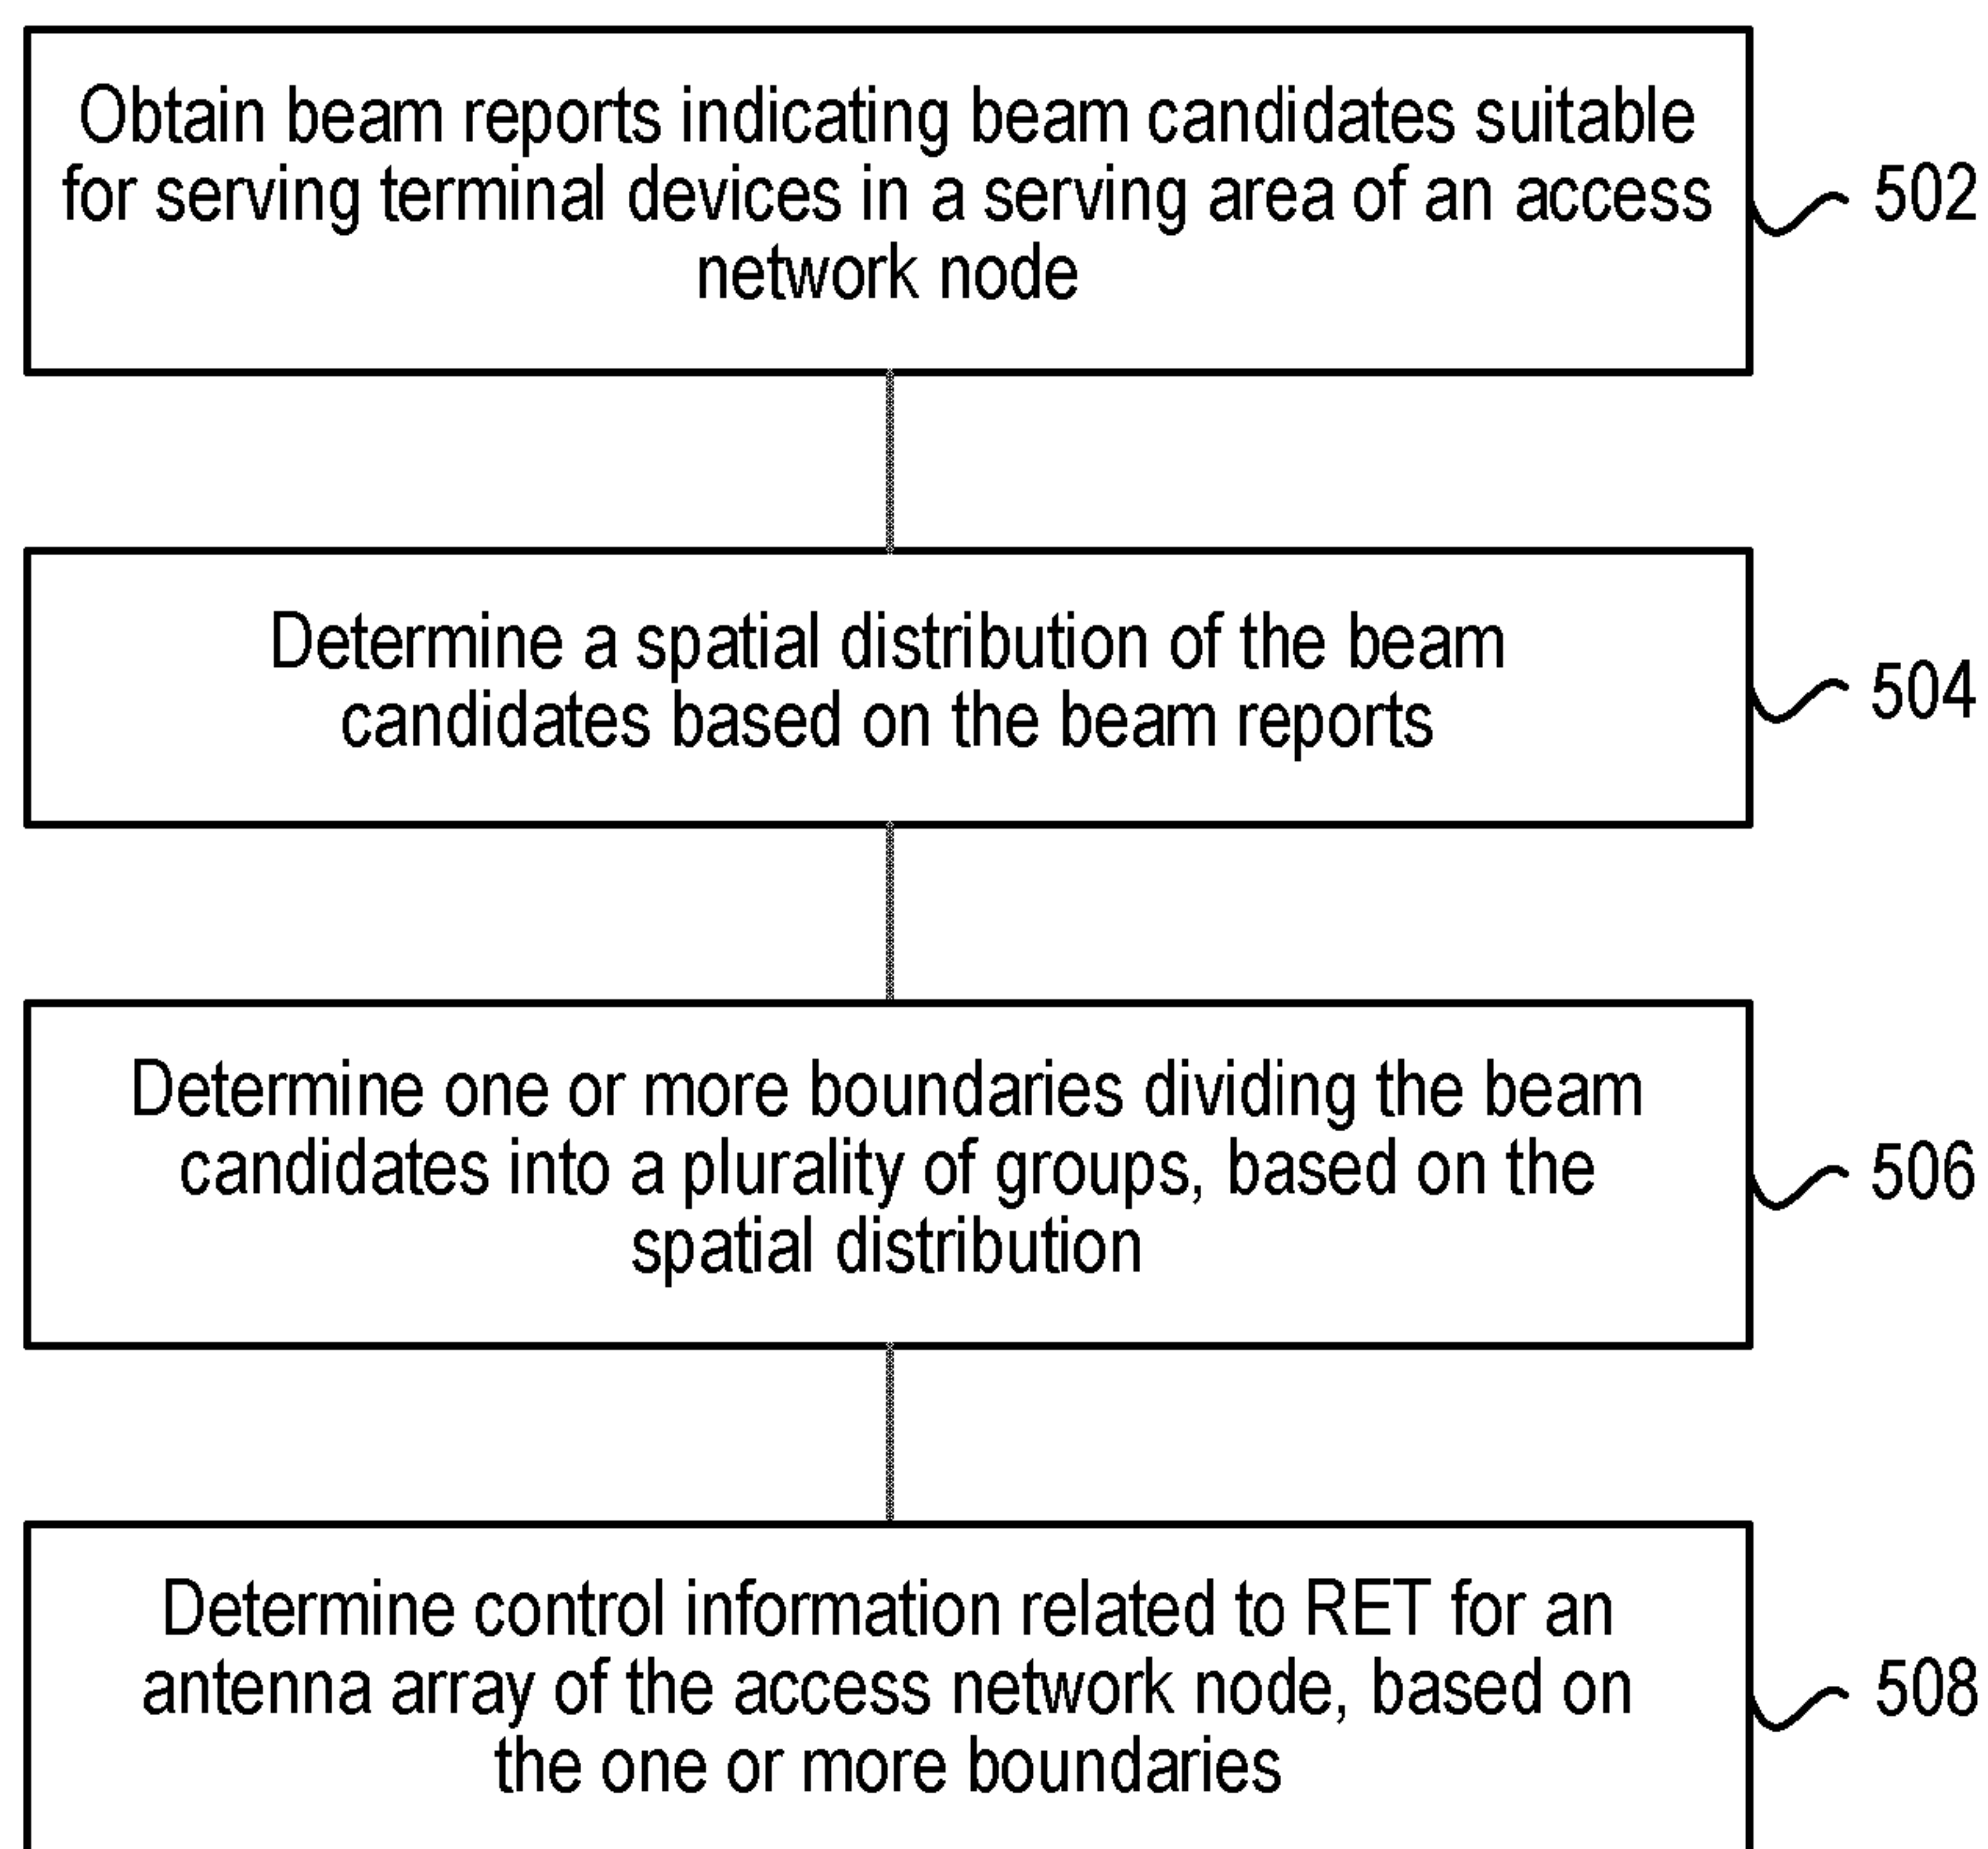 Obtain beam reports indicating beam candidates suitable
for serving terminal devices in a serving area of an access
network node
502
Determine a spatial distribution of the beam
candidates based on the beam reports
504
Determine one or more boundaries dividing the beam
candidates into a plurality of groups, based on the
spatial distribution
506
Determine control information related to RET for an
antenna array of the access network node, based on
the one or more boundaries
508